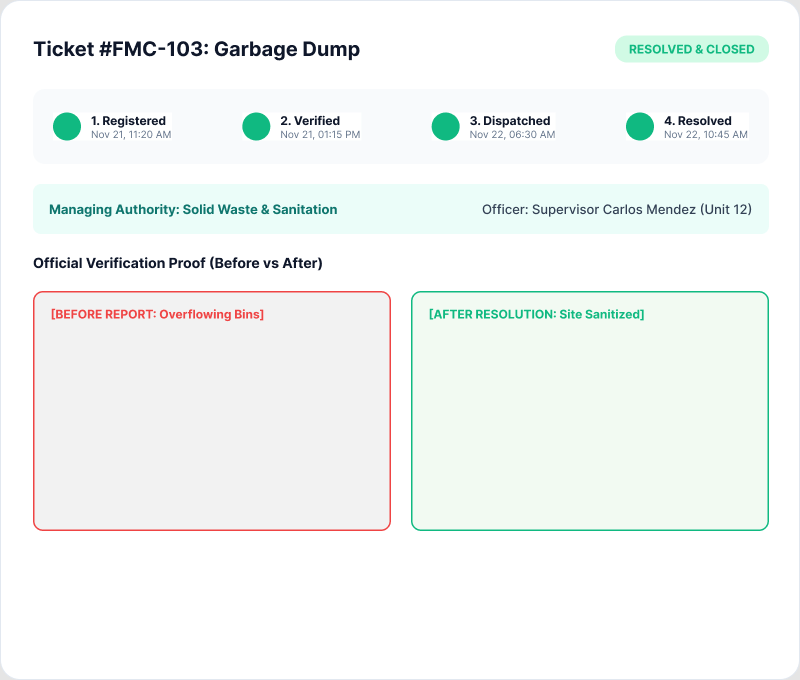 Ticket #FMC-103: Garbage Dump
RESOLVED & CLOSED
1. Registered
Nov 21, 11:20 AM
2. Verified
Nov 21, 01:15 PM
3. Dispatched
Nov 22, 06:30 AM
4. Resolved
Nov 22, 10:45 AM
Managing Authority: Solid Waste & Sanitation
Officer: Supervisor Carlos Mendez (Unit 12)
Official Verification Proof (Before vs After)
[BEFORE REPORT: Overflowing Bins]
[AFTER RESOLUTION: Site Sanitized]